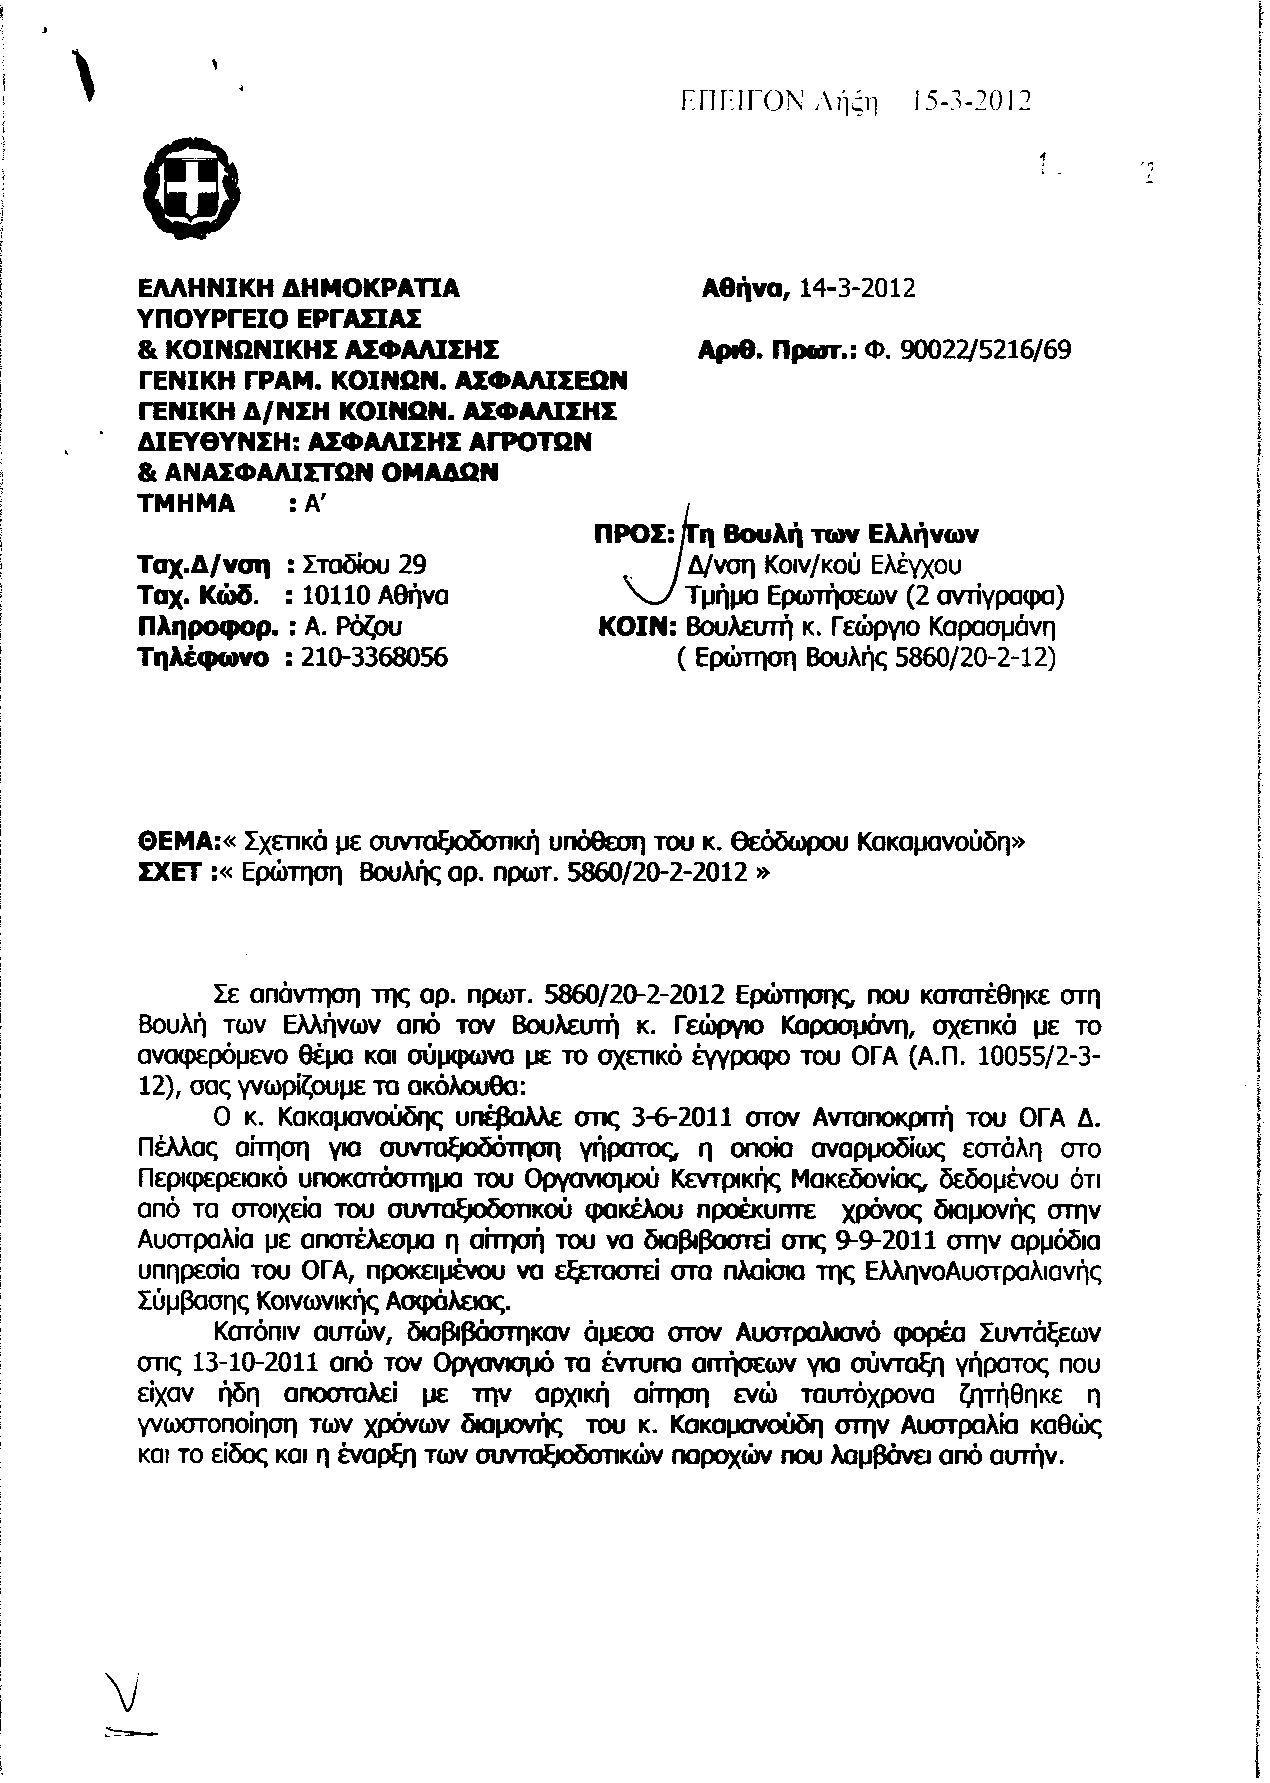 ΕΠΕΙΓΟΝ Λήξη 15-3-2012
ΕΛΛΗΝΙΚΗ ΔΗΜΟΚΡΑΤΙΑ
Αθήνα, 14-3-2012
ΥΠΟΥΡΓΕΙΟ ΕΡΓΑΣΙΑΣ
& ΚΟΙΝΩΝΙΚΗΣ ΑΣΦΑΛΙΣΗΣ
Αριθ. Πρωτ.: Φ. 90022/5216/69
ΓΕΝΙΚΗ ΓΡΑΜ. ΚΟΙΝΩΝ. ΑΣΦΑΛΙΣΕΩΝ
ΓΕΝΙΚΗ Δ/ΝΣΗ ΚΟΙΝΩΝ. ΑΣΦΑΛΙΣΗΣ
ΔΙΕΥΘΥΝΣΗ: ΑΣΦΑΛΙΣΗΣ ΑΓΡΟΤΩΝ
& ΑΝΑΣΦΑΛΙΣΤΩΝ ΟΜΑΔΩΝ
ΤΜΗΜΑ : Α'
ΠΡΟΣ: Τη Βουλή των Ελλήνων
Ταχ.Δ/νση : Σταδίου 29
Δ/νση Κοιν/κού Ελέγχου
Ταχ. Κώδ. : 10110 Αθήνα
Τμήμα Ερωτήσεων (2 αντίγραφα)
Πληροφορ. : Α. Ρόζου
ΚΟΙΝ: Βουλευτή κ. Γεώργιο Καρασμάνη
Τηλέφωνο : 210-3368056
( Ερώτηση Βουλής 5860/20-2-12)
ΘΕΜΑ:« Σχετικά με συνταξιοδοτική υπόθεση του κ. Θεόδωρου Κακαμανούδη»
ΣΧΕΤ :« Ερώτηση Βουλής αρ. πρωτ. 5860/20-2-2012 »
Σε απάντηση της αρ. πρωτ. 5860/20-2-2012 Ερώτησης, που κατατέθηκε στη
Βουλή των Ελλήνων από τον Βουλευτή κ. Γεώργιο Καρασμάνη, σχετικά με το
αναφερόμενο θέμα και σύμφωνα με το σχετικό έγγραφο του ΟΓΑ (Α.Π. 10055/2-3-
12), σας γνωρίζουμε τα ακόλουθα:
Ο κ. Κακαμανούδης υπέβαλλε στις 3-6-2011 στον Ανταποκριτή του ΟΓΑ Δ.
Πέλλας αίτηση για συνταξιοδότηση γήρατος, η οποία αναρμοδίως εστάλη στο
Περιφερειακό υποκατάστημα του Οργανισμού Κεντρικής Μακεδονίας, δεδομένου ότι
από τα στοιχεία του συνταξιοδοτικού φακέλου προέκυπτε χρόνος διαμονής στην
Αυστραλία με αποτέλεσμα η αίτησή του να διαβιβαστεί στις 9-9-2011 στην αρμόδια
υπηρεσία του ΟΓΑ, προκειμένου να εξεταστεί στα πλαίσια της ΕλληνοΑυστραλιανής
Σύμβασης Κοινωνικής Ασφάλειας.
Κατόπιν αυτών, διαβιβάστηκαν άμεσα στον Αυστραλιανό φορέα Συντάξεων
στις 13-10-2011 από τον Οργανισμό τα έντυπα αιτήσεων για σύνταξη γήρατος που
είχαν ήδη αποσταλεί με την αρχική αίτηση ενώ ταυτόχρονα ζητήθηκε η
γνωστοποίηση των χρόνων διαμονής του κ. Κακαμανούδη στην Αυστραλία καθώς
και το είδος και η έναρξη των συνταξιοδοτικών παροχών που λαμβάνει από αυτήν.